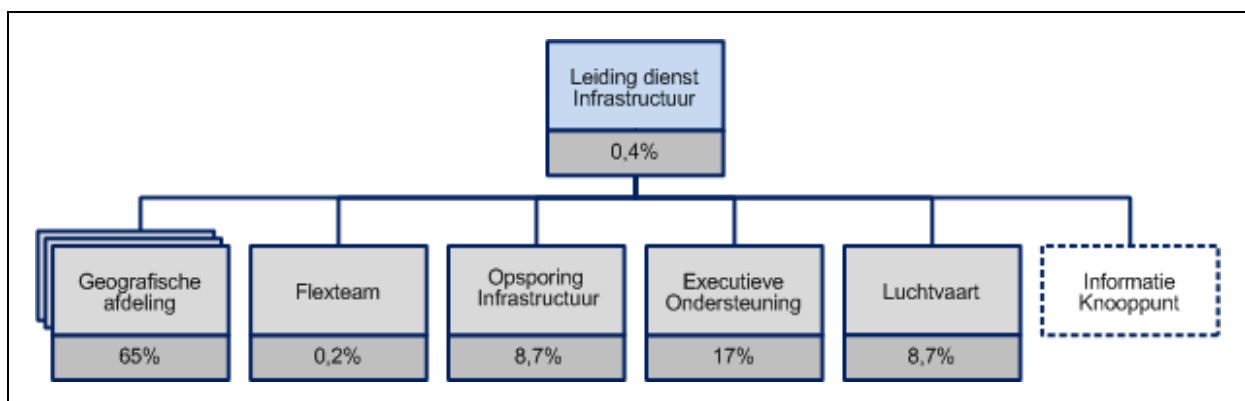 Leiding dienst
Infrastructuur
0,4%
Geografische
afdeling
65%
Flexteam
0,2%
Opsporing
Infrastructuur
8,7%
Executieve
Ondersteuning
17%
Luchtvaart
8,7%
Informatie
Knooppunt